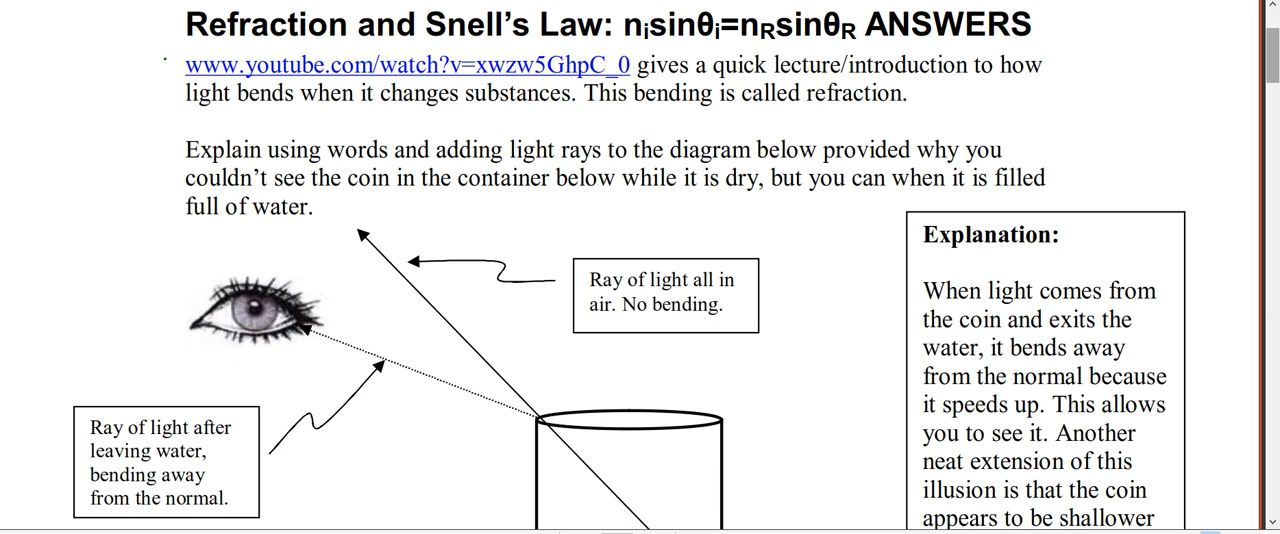 Refraction and Snell's Law: nᵢsinθᵢ=nRsinθR ANSWERS
www.youtube.com/watch?v=xwzw5GhpC_0 gives a quick lecture/introduction to how
light bends when it changes substances. This bending is called refraction.
Explain using words and adding light rays to the diagram below provided why you
couldn't see the coin in the container below while it is dry, but you can when it is filled
full of water.
Ray of light all in
air. No bending.
Ray of light after
leaving water,
bending away
from the normal.
Explanation:
When light comes from
the coin and exits the
water, it bends away
from the normal because
it speeds up. This allows
you to see it. Another
neat extension of this
illusion is that the coin
appears to be shallower